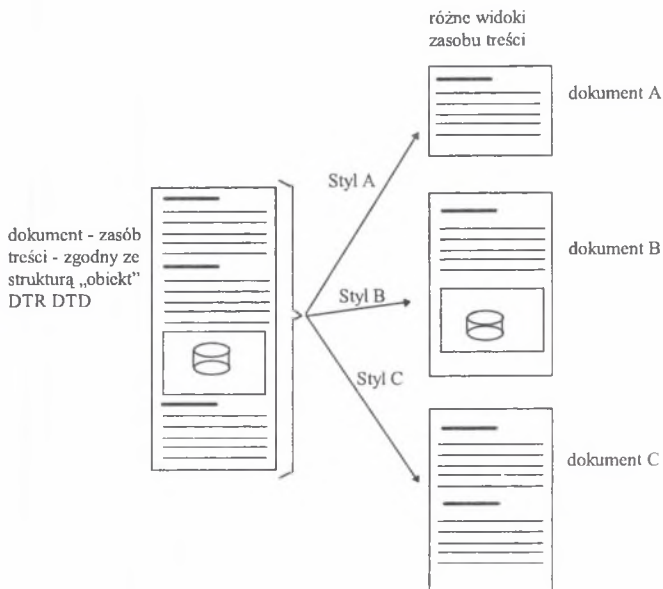 różne widoki
zasobu treści
dokument A
Styl A
dokument - zasób
treści - zgodny ze
strukturą „obiekt”
DTR DTD
dokument B
Styl B
Styl C
dokument C